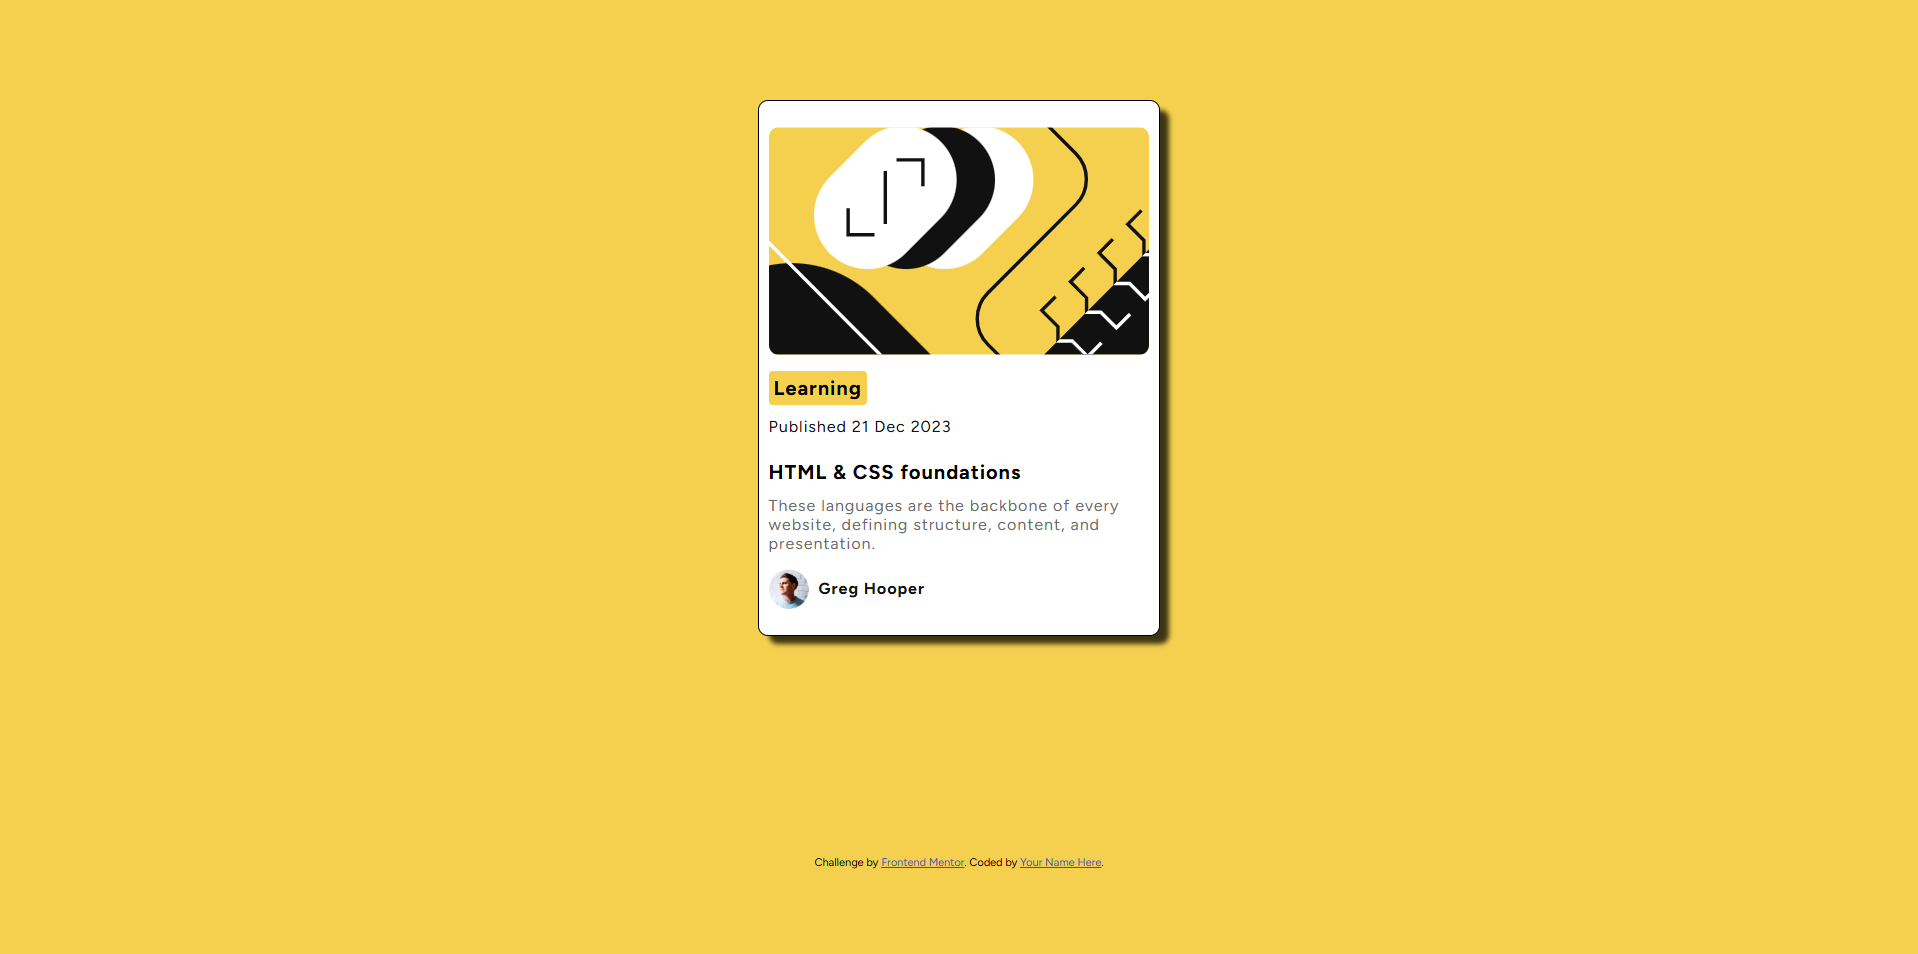 Learning
Published 21 Dec 2023
HTML & CSS foundations
These languages are the backbone of every
website, defining structure, content, and
presentation.
Greg Hooper
Challenge by Frontend Mentor. Coded by Your Name Here.